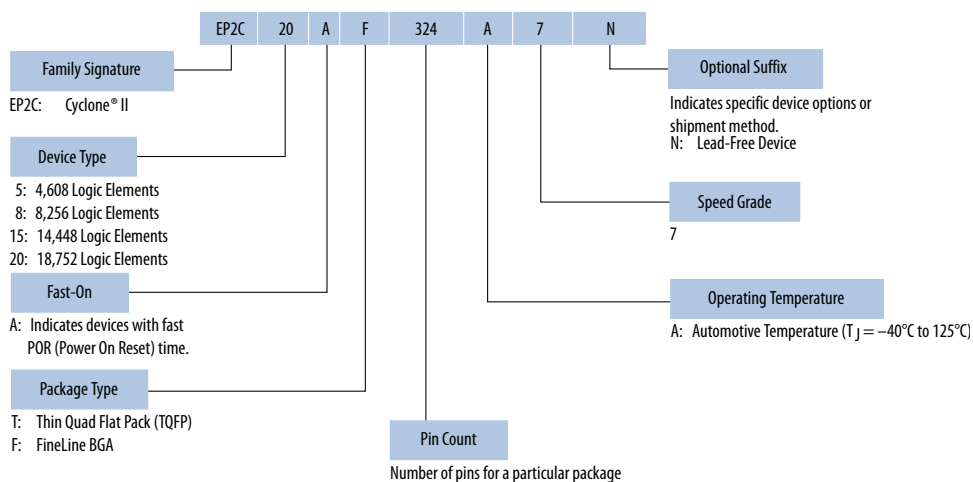 EP2C 20 A F 324 A 7 N
Family Signature
EP2C: Cyclone® II
Device Type
5: 4,608 Logic Elements
8: 8,256 Logic Elements
15: 14,448 Logic Elements
20: 18,752 Logic Elements
Fast-On
A: Indicates devices with fast
POR (Power On Reset) time.
Package Type
T: Thin Quad Flat Pack (TQFP)
F: FineLine BGA
Pin Count
Number of pins for a particular package
Optional Suffix
Indicates specific device options or
shipment method.
N: Lead-Free Device
Speed Grade
7
Operating Temperature
A: Automotive Temperature (TJ = −40°C to 125°C)